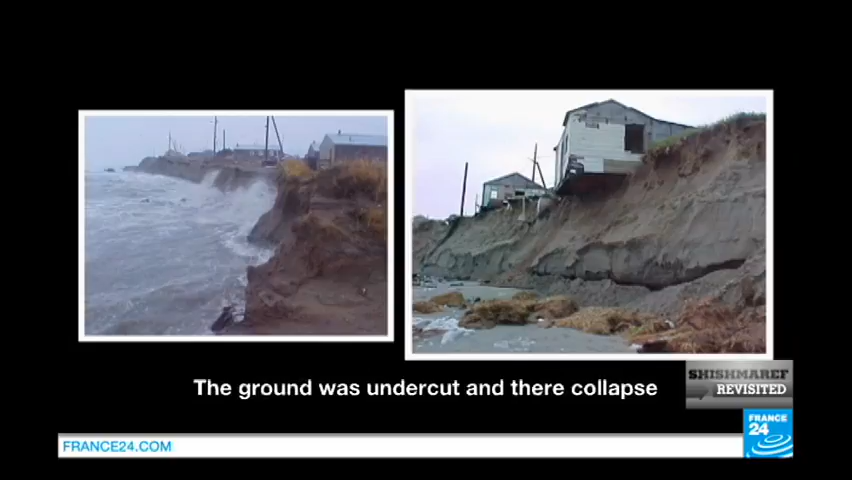 The ground was undercut and there collapse
SHISHMAREF
REVISITED
FRANCE
24
FRANCE24.COM